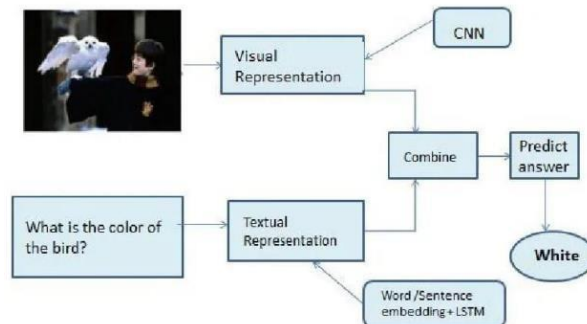 Visual
Representation
CNN
Combine
Predict
answer
What is the color of
the bird?
Textual
Representation
White
Word /Sentence
embedding + LSTM